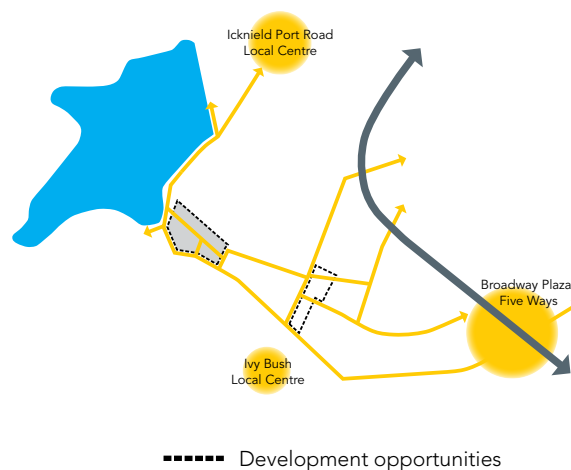 Icknield Port Road
Local Centre
Broadway Plaza
Five Ways
Ivy Bush
Local Centre
Development opportunities